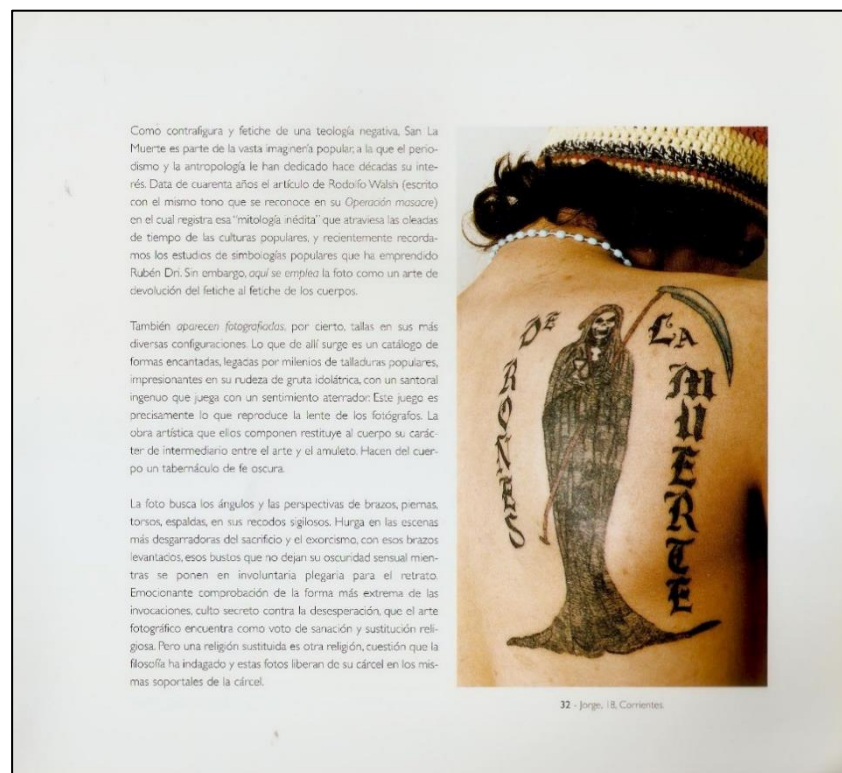 Como contrafigura y fetiche de una teología negativa, San La
Muerte es parte de la vasta imaginería popular, a la que el perio-
dismo y la antropología le han dedicado hace décadas su inte-
rés. Data de cuarenta años el artículo de Rodolfo Walsh (escrito
con el mismo tono que se reconoce en su Operación masacre)
en el cual registra esa "mitología inédita" que atraviesa las oleadas
de tiempo de las culturas populares, y recientemente recorda-
mos los estudios de simbologías populares que ha emprendido
Rubén Dri. Sin embargo, aquí se emplea la foto como un arte de
devolución del fetiche al fetiche de los cuerpos.
También aparecen fotografiadas, por cierto, tallas en sus más
diversas configuraciones. Lo que de allí surge es un catálogo de
formas encantadas, legadas por milenios de talladuras populares,
impresionantes en su rudeza de gruta idolátrica, con un santoral
ingenuo que juega con un sentimiento aterrador. Este juego es
precisamente lo que reproduce la lente de los fotógrafos. La
obra artística que ellos componen restituye al cuerpo su carác-
ter de intermediario entre el arte y el amuleto. Hacen del cuer-
po un tabernáculo de fe oscura.
La foto busca los ángulos y las perspectivas de brazos, piernas,
torsos, espaldas, en sus recodos sigilosos. Hurga en las escenas
más desgarradoras del sacrificio y el exorcismo, con esos brazos
levantados, esos bustos que no dejan su oscuridad sensual mien-
tras se ponen en involuntaria plegaria para el retrato.
Emocionante comprobación de la forma más extrema de las
invocaciones, culto secreto contra la desesperación, que el arte
fotográfico encuentra como voto de sanación y sustitución reli-
giosa. Pero una religión sustituida es otra religión, cuestión que la
filosofía ha indagado y estas fotos liberan de su cárcel en los mis-
mos soportales de la cárcel.
DE
LA
MUERTE
32 - Jorge, 18, Corrientes.